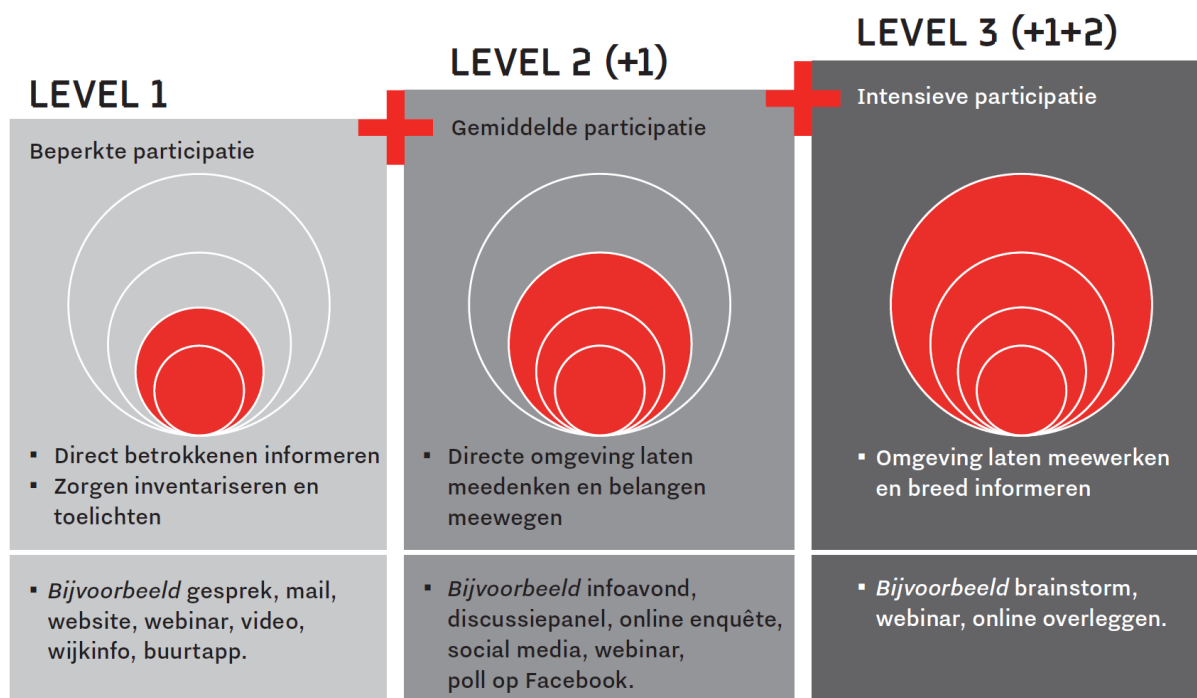 LEVEL 1
Beperkte participatie
▪ Direct betrokkenen informeren
▪ Zorgen inventariseren en
toelichten
▪ Bijvoorbeeld gesprek, mail,
website, webinar, video,
wijkinfo, buurtapp.
LEVEL 2 (+1)
Gemiddelde participatie
▪ Directe omgeving laten
meedenken en belangen
meewegen
▪ Bijvoorbeeld infoavond,
discussiepanel, online enquête,
social media, webinar,
poll op Facebook.
LEVEL 3 (+1+2)
Intensieve participatie
▪ Omgeving laten meewerken
en breed informeren
▪ Bijvoorbeeld brainstorm,
webinar, online overleggen.